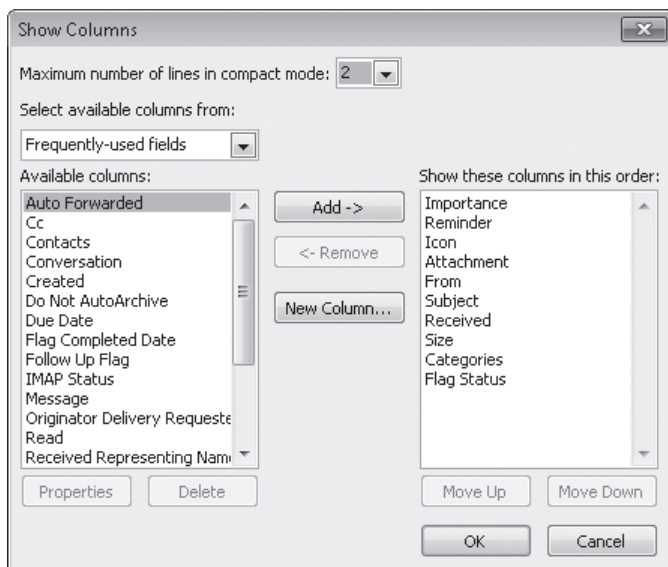 Show Columns
Maximum number of lines in compact mode: 2
Select available columns from:
Frequently-used fields
Available columns:
Auto Forwarded
Cc
Contacts
Conversation
Created
Do Not AutoArchive
Due Date
Flag Completed Date
Follow Up Flag
IMAP Status
Message
Originator Delivery Requeste
Read
Received Representing Nam
Properties
Delete
Add ->
<- Remove
New Column...
Show these columns in this order:
Importance
Reminder
Icon
Attachment
From
Subject
Received
Size
Categories
Flag Status
Move Up
Move Down
OK
Cancel